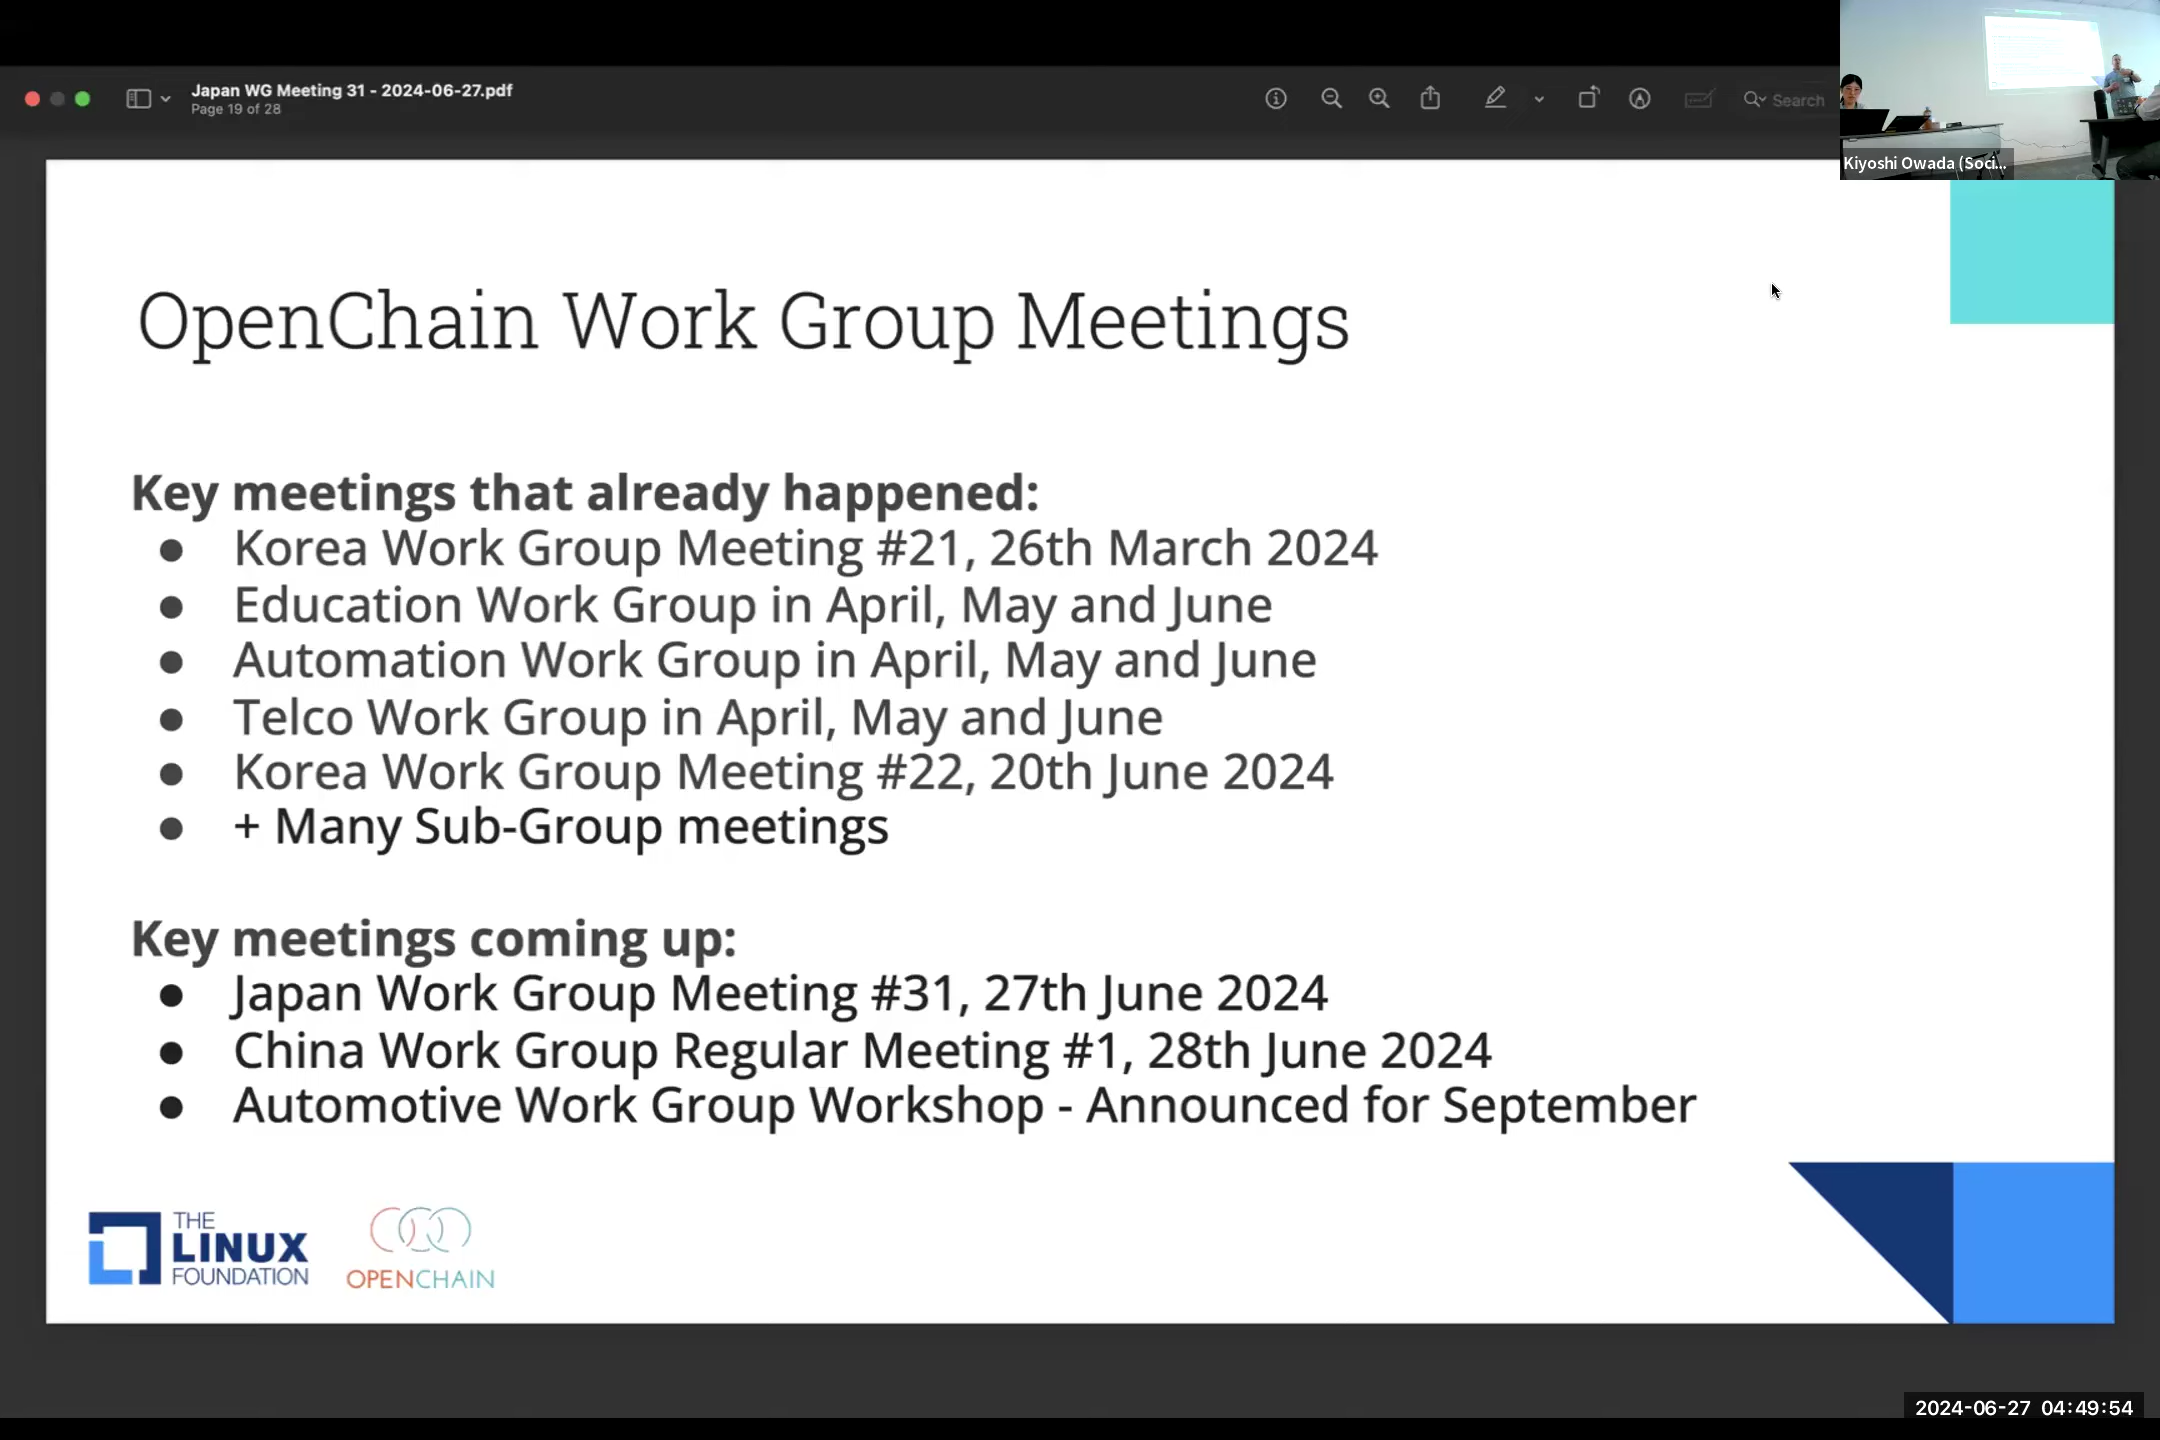 Japan WG Meeting 31 - 2024-06-27.pdf
Page 19 of 28
Search
Kiyoshi Owada (Soci...
OpenChain Work Group Meetings
Key meetings that already happened:
● Korea Work Group Meeting #21, 26th March 2024
● Education Work Group in April, May and June
● Automation Work Group in April, May and June
● Telco Work Group in April, May and June
● Korea Work Group Meeting #22, 20th June 2024
● + Many Sub-Group meetings
Key meetings coming up:
● Japan Work Group Meeting #31, 27th June 2024
● China Work Group Regular Meeting #1, 28th June 2024
● Automotive Work Group Workshop - Announced for September
THE
LINUX
FOUNDATION
OPENCHAIN
2024-06-27 04:49:54